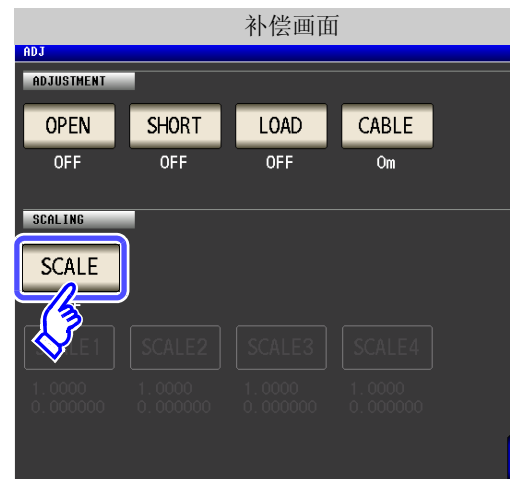 补偿画面
ADJ
ADJUSTMENT
OPEN SHORT LOAD CABLE
OFF OFF OFF 0m
SCALING
SCALE
SCALE2 SCALE3 SCALE4
1.0000 1.0000 1.0000 1.0000
0.000000 0.000000 0.000000 0.000000